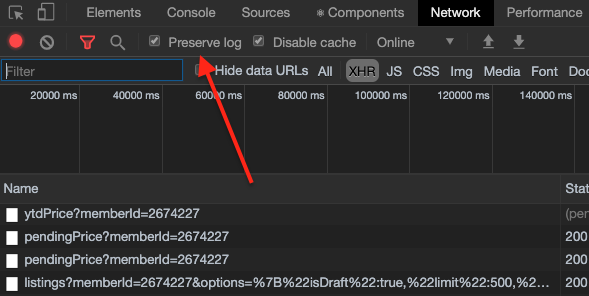 Elements Console Sources Components Network Performance
Preserve log Disable cache Online
Filter Hide data URLs All XHR JS CSS Img Media Font Doc
20000 ms 40000 ms 60000 ms 80000 ms 100000 ms 120000 ms 140000 ms
Name Stat
ytdPrice?memberId=2674227 (pen
pendingPrice?memberId=2674227 200
pendingPrice?memberId=2674227 200
listings?memberId=2674227&options=%7B%22isDraft%22:true,%22limit%22:500,%2... 200